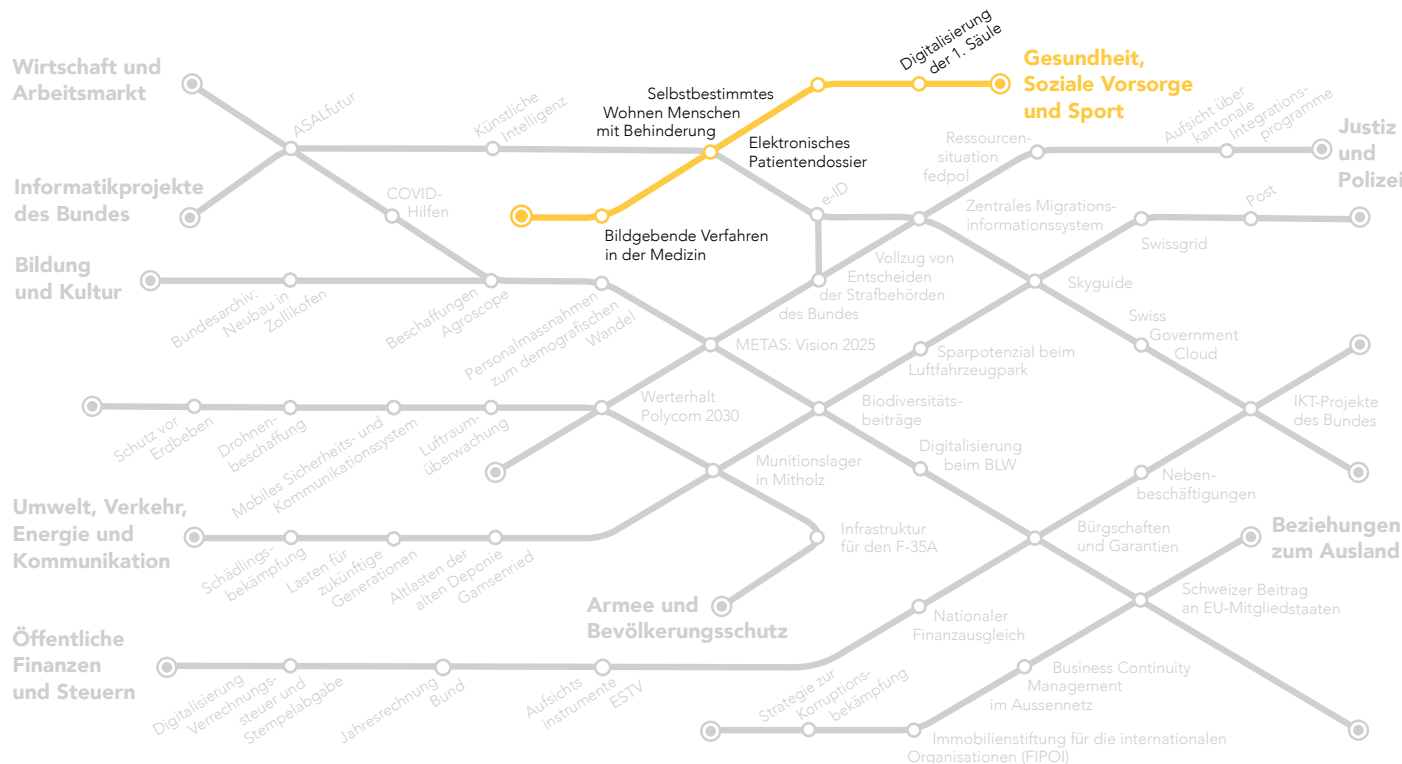 Digitalisierung
der 1. Säule
Gesundheit,
Soziale Vorsorge
und Sport
Wirtschaft und
Arbeitsmarkt
ASALfutur
Künstliche
Intelligenz
Selbstbestimmtes
Wohnen Menschen
mit Behinderung
Elektronisches
Patientendossier
Ressourcen-
situation
fedpol
Aufsicht über
kantonale
Integrations-
programme
Justiz
und
Polizei
Informatikprojekte
des Bundes
COVID-
Hilfen
Bildgebende Verfahren
in der Medizin
e-ID
Zentrales Migrations-
informationssystem
Swissgrid
Post
Bildung
und Kultur
Bundesarchiv:
Neubau in
Zollikofen
Beschaffungen
Agroscope
Personalmassnahmen
zum demografischen
Wandel
Vollzug von
Entscheiden
der Strafbehörden
des Bundes
Skyguide
METAS: Vision 2025
Sparpotenzial beim
Luftfahrzeugpark
Swiss
Government
Cloud
Schutz vor
Erdbeben
Drohnen-
beschaffung
Mobiles Sicherheits- und
Kommunikationssystem
Luftraum-
überwachung
Werterhalt
Polycom 2030
Biodiversitäts-
beiträge
IKT-Projekte
des Bundes
Munitionslager
in Mitholz
Digitalisierung
beim BLW
Neben-
beschäftigungen
Umwelt, Verkehr,
Energie und
Kommunikation
Schädlings-
bekämpfung
Lasten für
zukünftige
Generationen
Altlasten der
alten Deponie
Gamsenried
Infrastruktur
für den F-35A
Bürgschaften
und Garantien
Beziehungen
zum Ausland
Armee und
Bevölkerungsschutz
Nationaler
Finanzausgleich
Schweizer Beitrag
an EU-Mitgliedstaaten
Öffentliche
Finanzen
und Steuern
Digitalisierung
Verrechnungs-
steuer und
Stempelabgabe
Jahresrechnung
Bund
Aufsichts
instrumente
ESTV
Strategie zur
Korruptions-
bekämpfung
Business Continuity
Management
im Aussennetz
Immobilienstiftung für die internationalen
Organisationen (FIPOI)